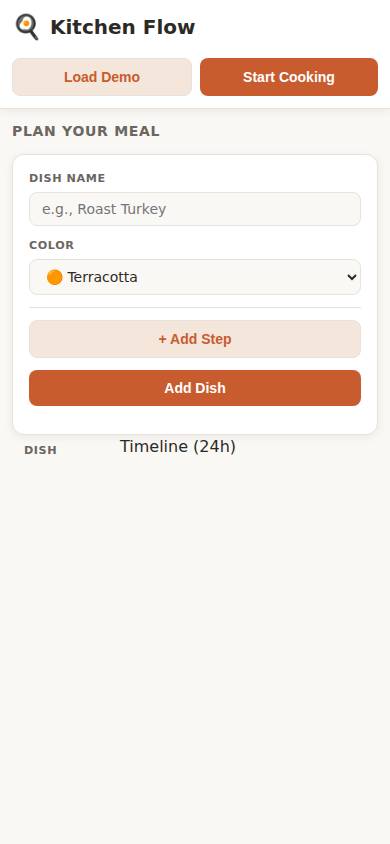 Kitchen Flow
Load Demo
Start Cooking
PLAN YOUR MEAL
DISH NAME
e.g., Roast Turkey
COLOR
Terracotta
+ Add Step
Add Dish
DISH
Timeline (24h)